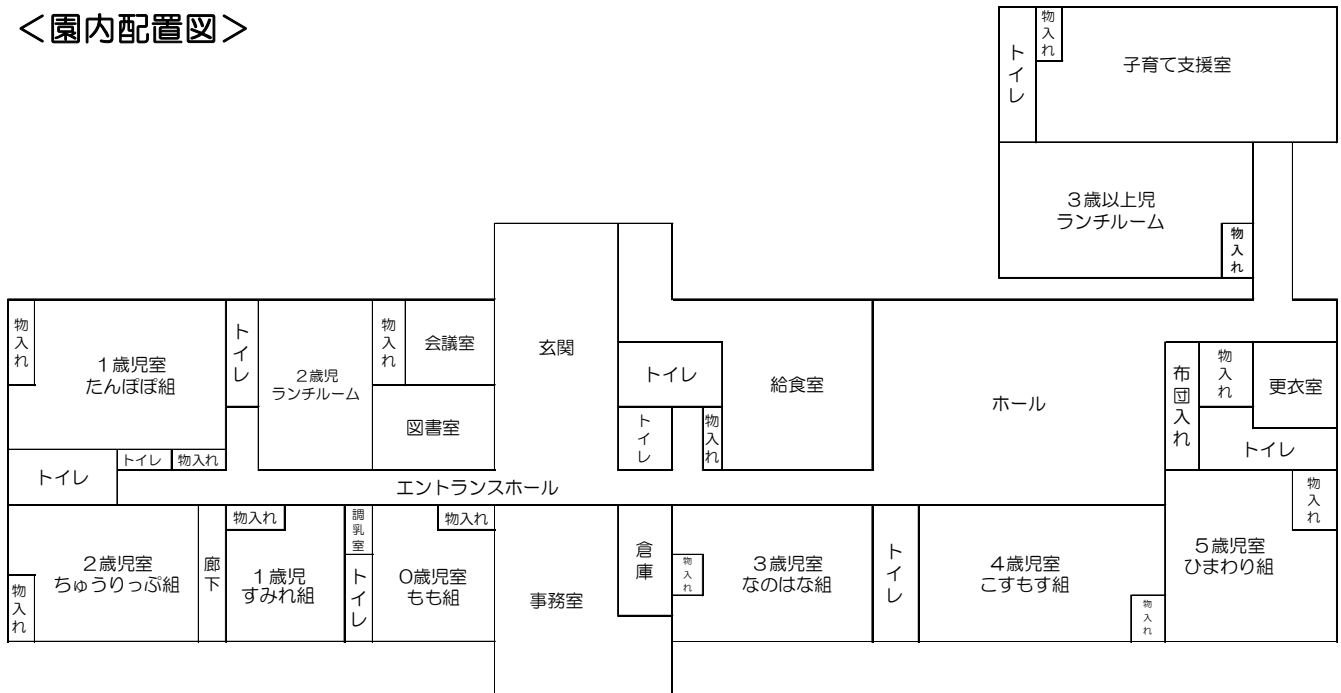 ＜園内配置図＞
トイレ
物入れ
子育て支援室
３歳以上児
ランチルーム
物入れ
物入れ
１歳児室
たんぽぽ組
トイレ
２歳児
ランチルーム
物入れ
会議室
図書室
玄関
トイレ
トイレ
物入れ
給食室
ホール
布団入れ
物入れ
更衣室
トイレ
トイレ
トイレ
物入れ
エントランスホール
２歳児室
ちゅうりっぷ組
物入れ
廊下
物入れ
１歳児
すみれ組
調乳室
トイレ
物入れ
０歳児室
もも組
事務室
倉庫
物入れ
３歳児室
なのはな組
トイレ
４歳児室
こすもす組
物入れ
物入れ
５歳児室
ひまわり組